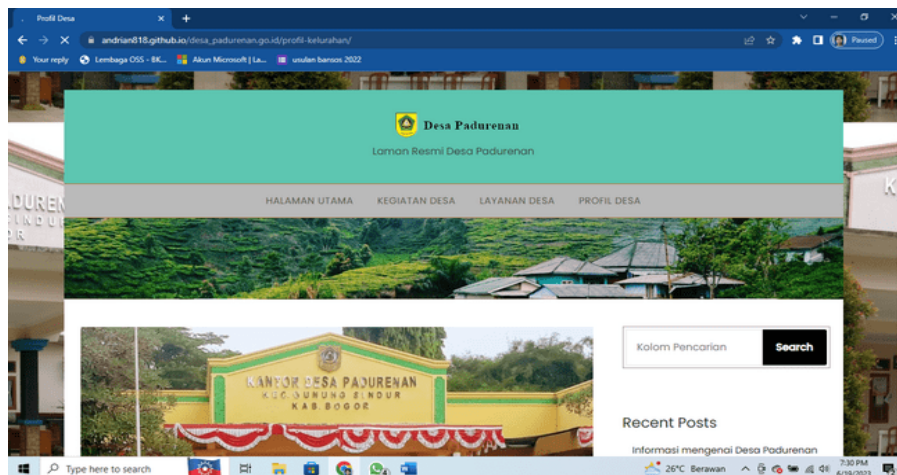 Profil Desa
andrian818.github.io/desa_padurenan.go.id/profil-kelurahan/
Paused
Your reply
Lembaga OSS - BK...
Akun Microsoft | La...
usulan bansos 2022
Desa Padurenan
Laman Resmi Desa Padurenan
HALAMAN UTAMA KEGIATAN DESA LAYANAN DESA PROFIL DESA
KANTOR DESA PADURENAN
KEC GUNUNG SINDUR
KAB. BOGOR
Kolom Pencarian
Search
Recent Posts
Informasi mengenai Desa Padurenan
Type here to search
26°C Berawan
7:30 PM
6/19/2023